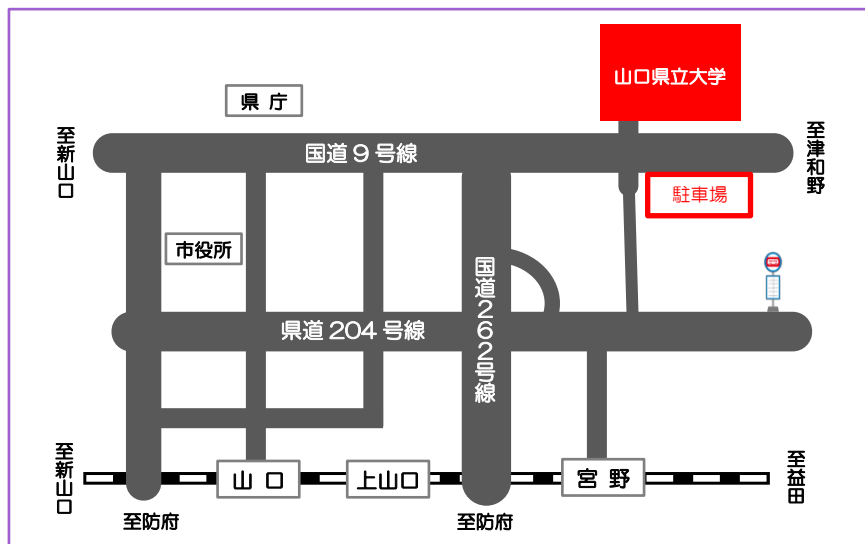 山口県立大学
県庁
至新山口
国道9号線
至津和野
駐車場
市役所
国道262号線
県道204号線
至新山口
山口
上山口
宮野
至益田
至防府
至防府